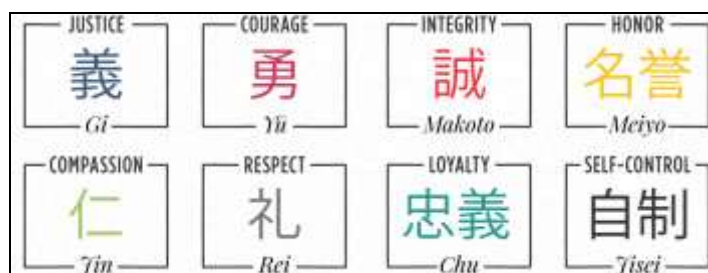 JUSTICE COURAGE INTEGRITY HONOR
義 勇 誠 名誉
Gi Yū Makoto Meiyo
COMPASSION RESPECT LOYALTY SELF-CONTROL
仁 礼 忠義 自制
Jin Rei Chu Jisei